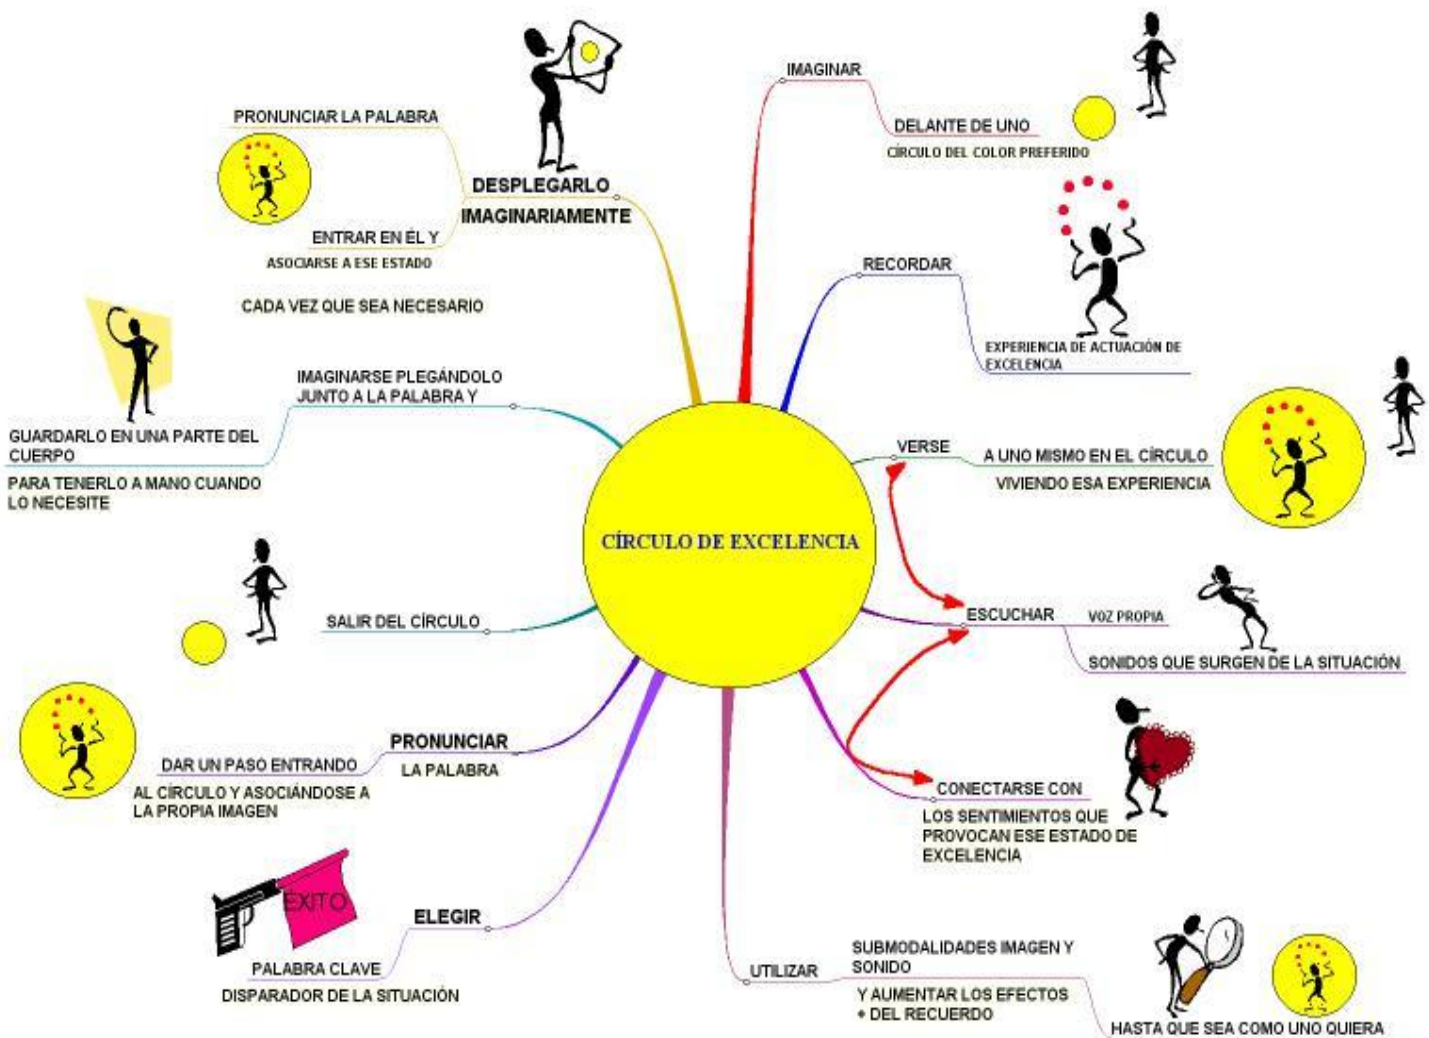 CÍRCULO DE EXCELENCIA
IMAGINAR
DELANTE DE UNO
CÍRCULO DEL COLOR PREFERIDO
RECORDAR
EXPERIENCIA DE ACTUACIÓN DE
EXCELENCIA
VERSE
A UNO MISMO EN EL CÍRCULO
VIVIENDO ESA EXPERIENCIA
ESCUCHAR
VOZ PROPIA
SONIDOS QUE SURGEN DE LA SITUACIÓN
CONECTARSE CON
LOS SENTIMIENTOS QUE
PROVOCAN ESE ESTADO DE
EXCELENCIA
UTILIZAR
SUBMODALIDADES IMAGEN Y
SONIDO
Y AUMENTAR LOS EFECTOS
+ DEL RECUERDO
HASTA QUE SEA COMO UNO QUIERA
ELEGIR
PALABRA CLAVE
DISPARADOR DE LA SITUACIÓN
ÉXITO
PRONUNCIAR
LA PALABRA
DAR UN PASO ENTRANDO
AL CÍRCULO Y ASOCIÁNDOSE A
LA PROPIA IMAGEN
SALIR DEL CÍRCULO
IMAGINARSE PLEGÁNDOLO
JUNTO A LA PALABRA Y
GUARDARLO EN UNA PARTE DEL
CUERPO
PARA TENERLO A MANO CUANDO
LO NECESITE
DESPLEGARLO
IMAGINARIAMENTE
PRONUNCIAR LA PALABRA
ENTRAR EN ÉL Y
ASOCIARSE A ESE ESTADO
CADA VEZ QUE SEA NECESARIO